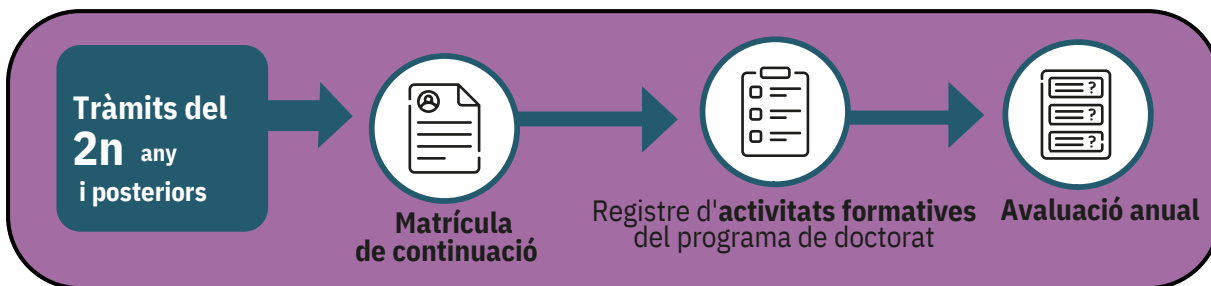 Tràmits del
2n any
i posteriors
Matrícula
de continuació
Registre d'activitats formatives
del programa de doctorat
Avaluació anual
?
?
?